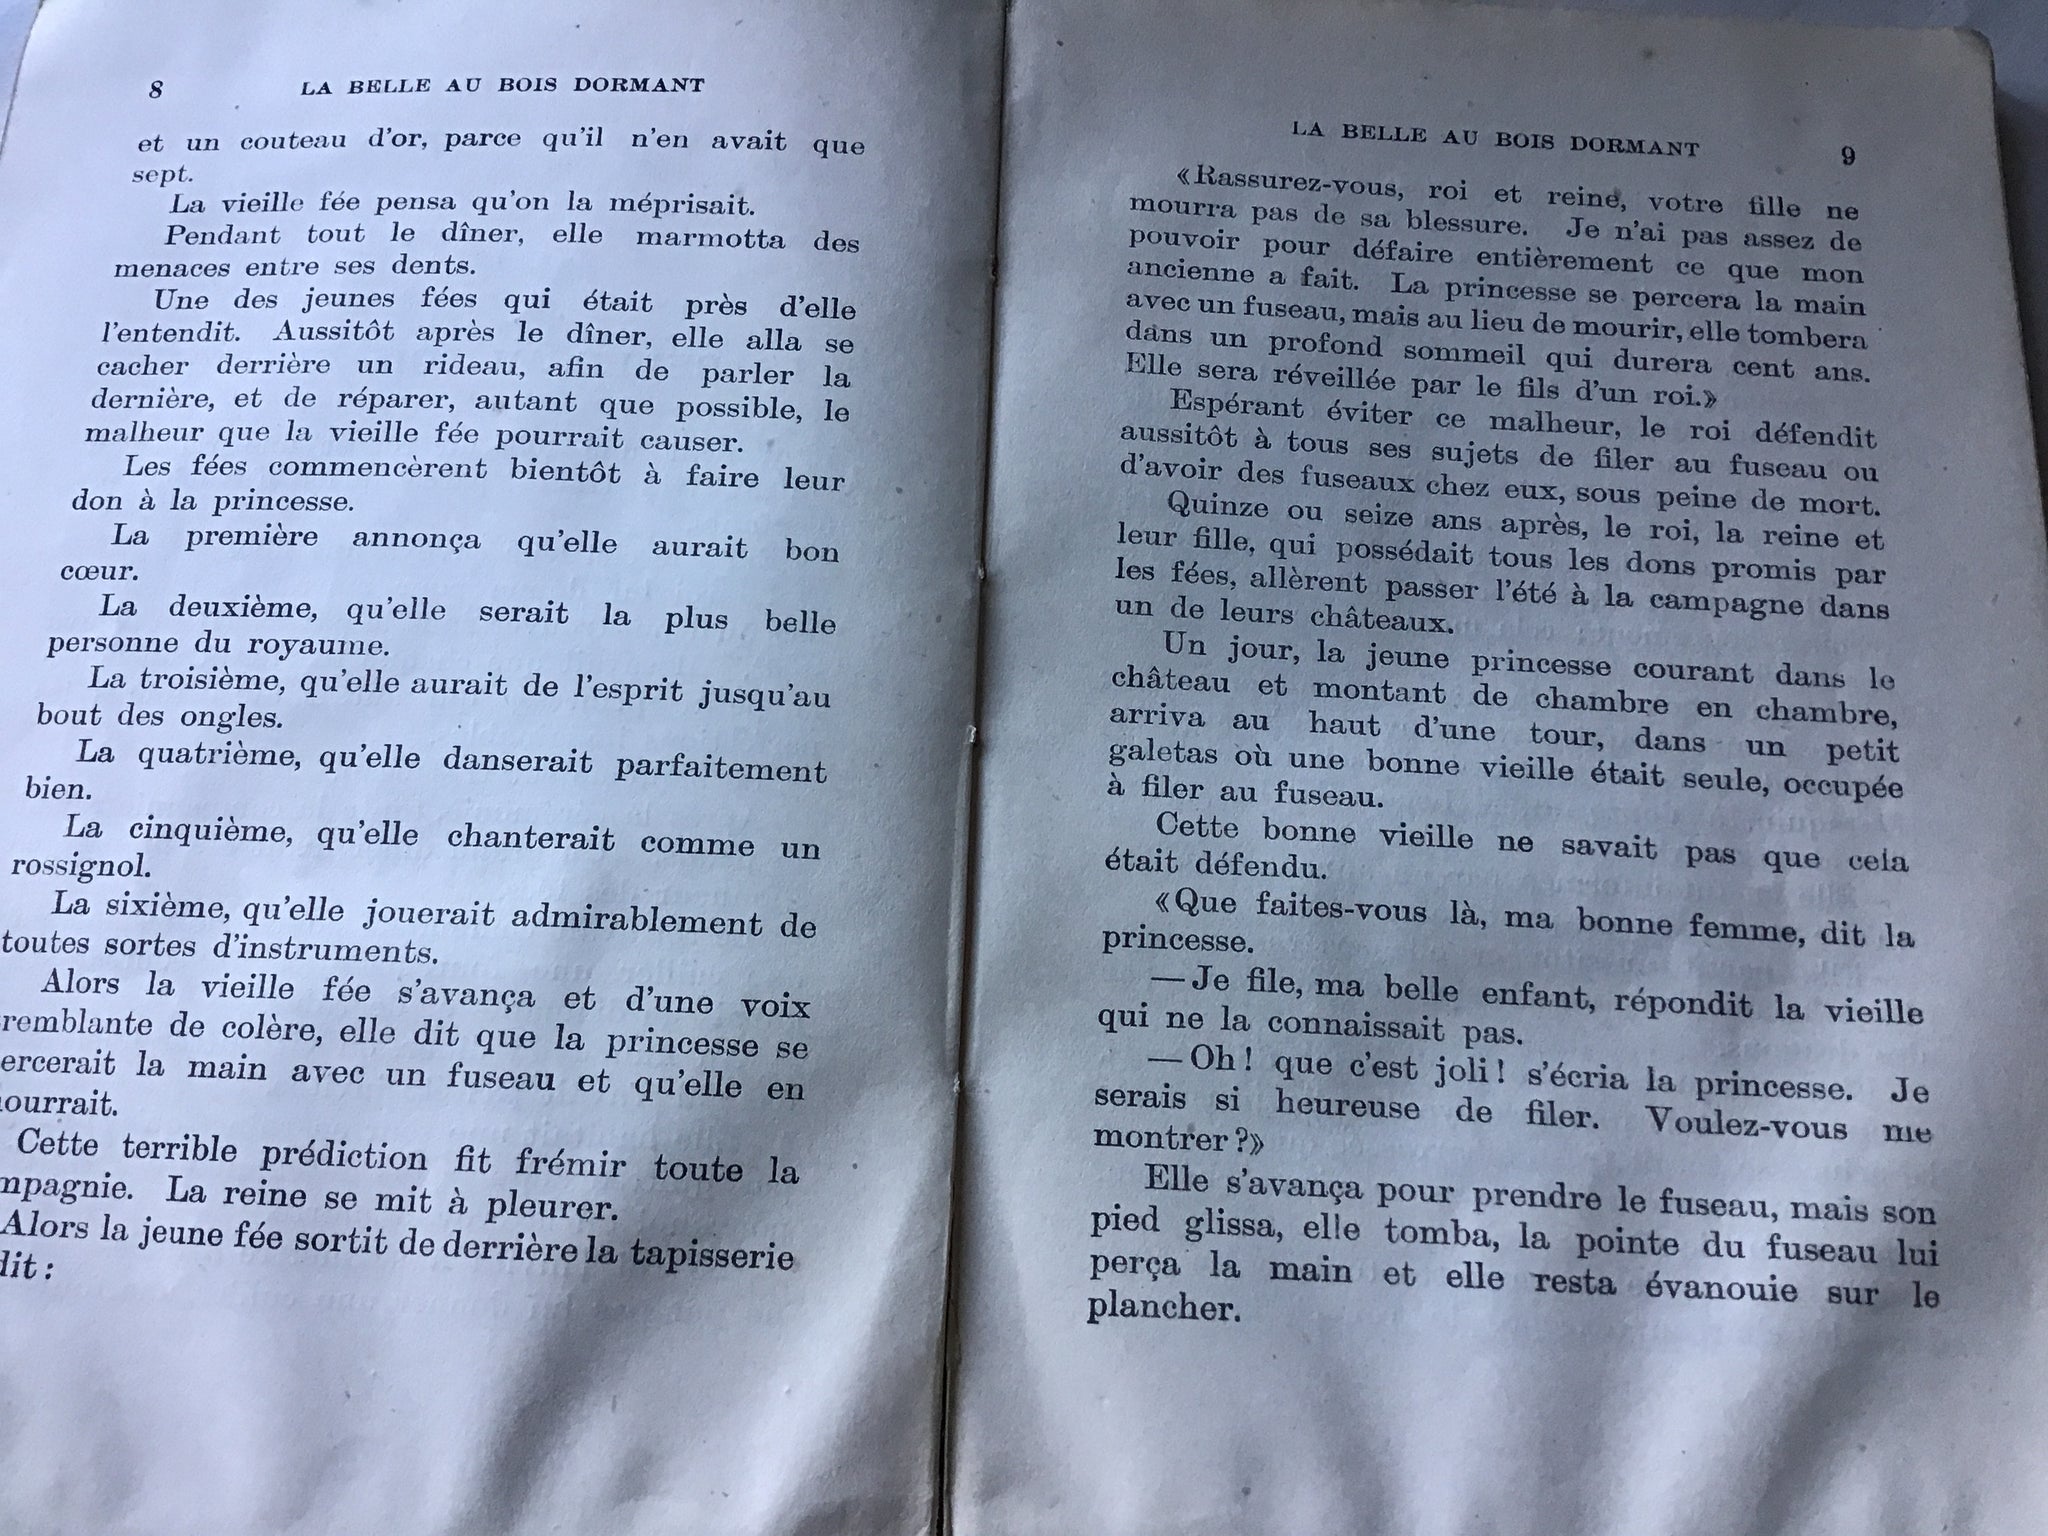 8 LA BELLE AU BOIS DORMANT
et un couteau d'or, parce qu'il n'en avait que
sept.
La vieille fée pensa qu'on la méprisait.
Pendant tout le dîner, elle marmotta des
menaces entre ses dents.
Une des jeunes fées qui était près d'elle
l'entendit. Aussitôt après le dîner, elle alla se
cacher derrière un rideau, afin de parler la
dernière, et de réparer, autant que possible, le
malheur que la vieille fée pourrait causer.
Les fées commencèrent bientôt à faire leur
don à la princesse.
La première annonça qu'elle aurait bon
cœur.
La deuxième, qu'elle serait la plus belle
personne du royaume.
La troisième, qu'elle aurait de l'esprit jusqu'au
bout des ongles.
La quatrième, qu'elle danserait parfaitement
bien.
La cinquième, qu'elle chanterait comme un
rossignol.
La sixième, qu'elle jouerait admirablement de
toutes sortes d'instruments.
Alors la vieille fée s'avança et d'une voix
remblante de colère, elle dit que la princesse se
ercerait la main avec un fuseau et qu'elle en
ourrait.
Cette terrible prédiction fit frémir toute la
mpagnie. La reine se mit à pleurer.
Alors la jeune fée sortit de derrière la tapisserie
dit :
LA BELLE AU BOIS DORMANT 9
«Rassurez-vous, roi et reine, votre fille ne
mourra pas de sa blessure. Je n'ai pas assez de
pouvoir pour défaire entièrement ce que mon
ancienne a fait. La princesse se percera la main
avec un fuseau, mais au lieu de mourir, elle tombera
dans un profond sommeil qui durera cent ans.
Elle sera réveillée par le fils d'un roi.»
Espérant éviter ce malheur, le roi défendit
aussitôt à tous ses sujets de filer au fuseau ou
d'avoir des fuseaux chez eux, sous peine de mort.
Quinze ou seize ans après, le roi, la reine et
leur fille, qui possédait tous les dons promis par
les fées, allèrent passer l'été à la campagne dans
un de leurs châteaux.
Un jour, la jeune princesse courant dans le
château et montant de chambre en chambre,
arriva au haut d'une tour, dans un petit
galetas où une bonne vieille était seule, occupée
à filer au fuseau.
Cette bonne vieille ne savait pas que cela
était défendu.
«Que faites-vous là, ma bonne femme, dit la
princesse.
—Je file, ma belle enfant, répondit la vieille
qui ne la connaissait pas.
—Oh! que c'est joli! s'écria la princesse. Je
serais si heureuse de filer. Voulez-vous me
montrer?»
Elle s'avança pour prendre le fuseau, mais son
pied glissa, elle tomba, la pointe du fuseau lui
perça la main et elle resta évanouie sur le
plancher.